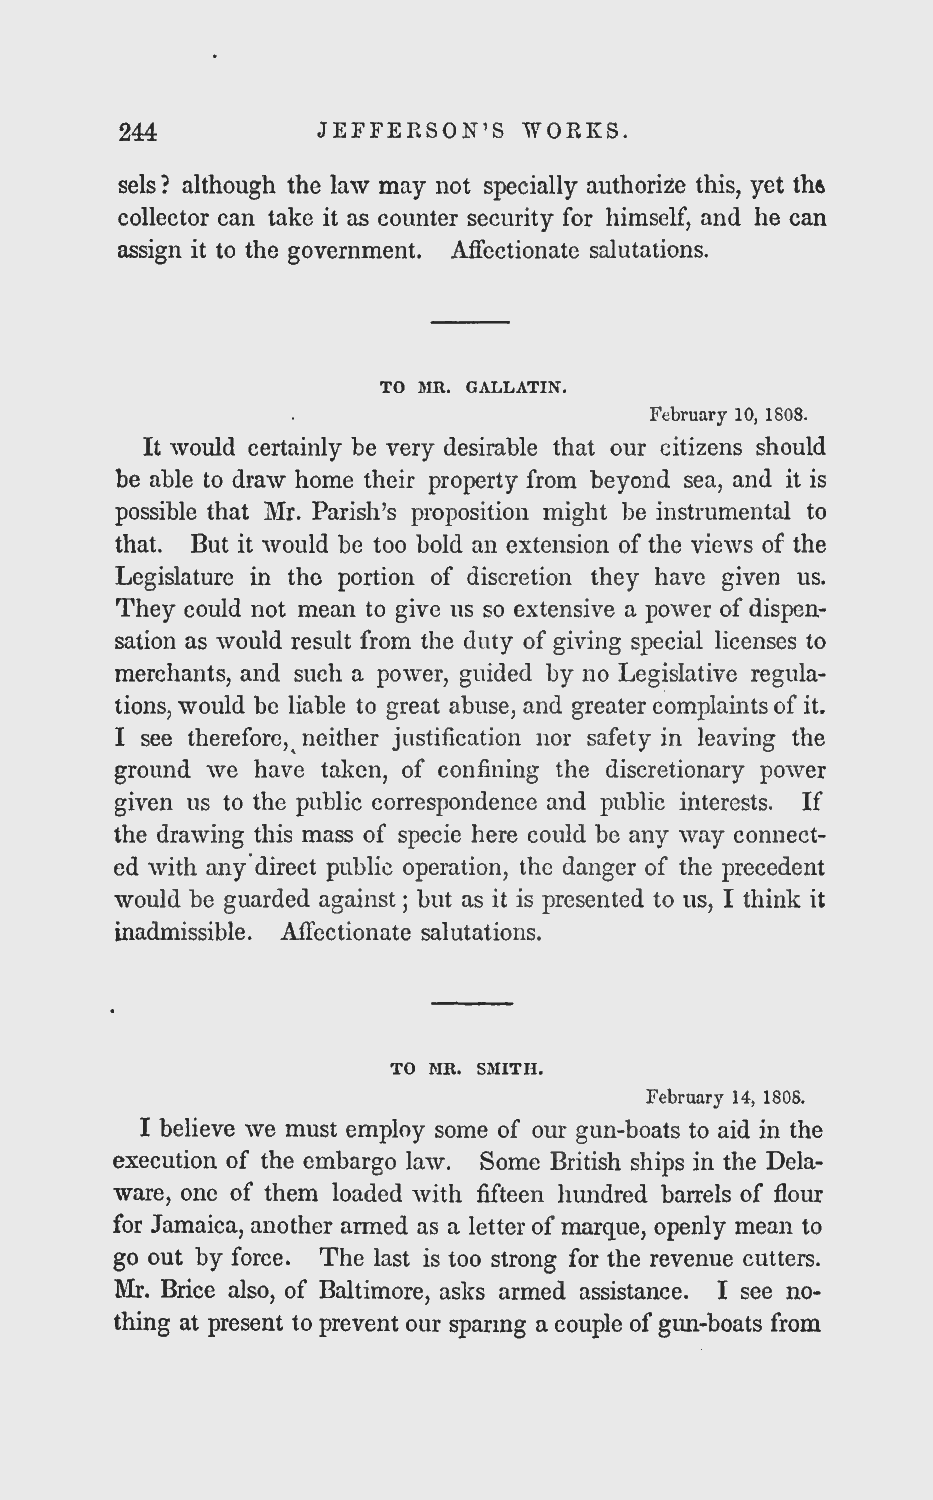 244 JEFFERSON'S WORKS.
sels? although the law may not specially authorize this, yet the
collector can take it as counter security for himself, and he can
assign it to the government. Affectionate salutations.
TO MR. GALLATIN.
February 10, 1808.
It would certainly be very desirable that our citizens should
be able to draw home their property from beyond sea, and it is
possible that Mr. Parish's proposition might be instrumental to
that. But it would be too bold an extension of the views of the
Legislature in the portion of discretion they have given us.
They could not mean to give us so extensive a power of dispen-
sation as would result from the duty of giving special licenses to
merchants, and such a power, guided by no Legislative regula-
tions, would be liable to great abuse, and greater complaints of it.
I see therefore, neither justification nor safety in leaving the
ground we have taken, of confining the discretionary power
given us to the public correspondence and public interests. If
the drawing this mass of specie here could be any way connect-
ed with any direct public operation, the danger of the precedent
would be guarded against; but as it is presented to us, I think it
inadmissible. Affectionate salutations.
TO MR. SMITH.
February 14, 1808.
I believe we must employ some of our gun-boats to aid in the
execution of the embargo law. Some British ships in the Dela-
ware, one of them loaded with fifteen hundred barrels of flour
for Jamaica, another armed as a letter of marque, openly mean to
go out by force. The last is too strong for the revenue cutters.
Mr. Brice also, of Baltimore, asks armed assistance. I see no-
thing at present to prevent our sparing a couple of gun-boats from